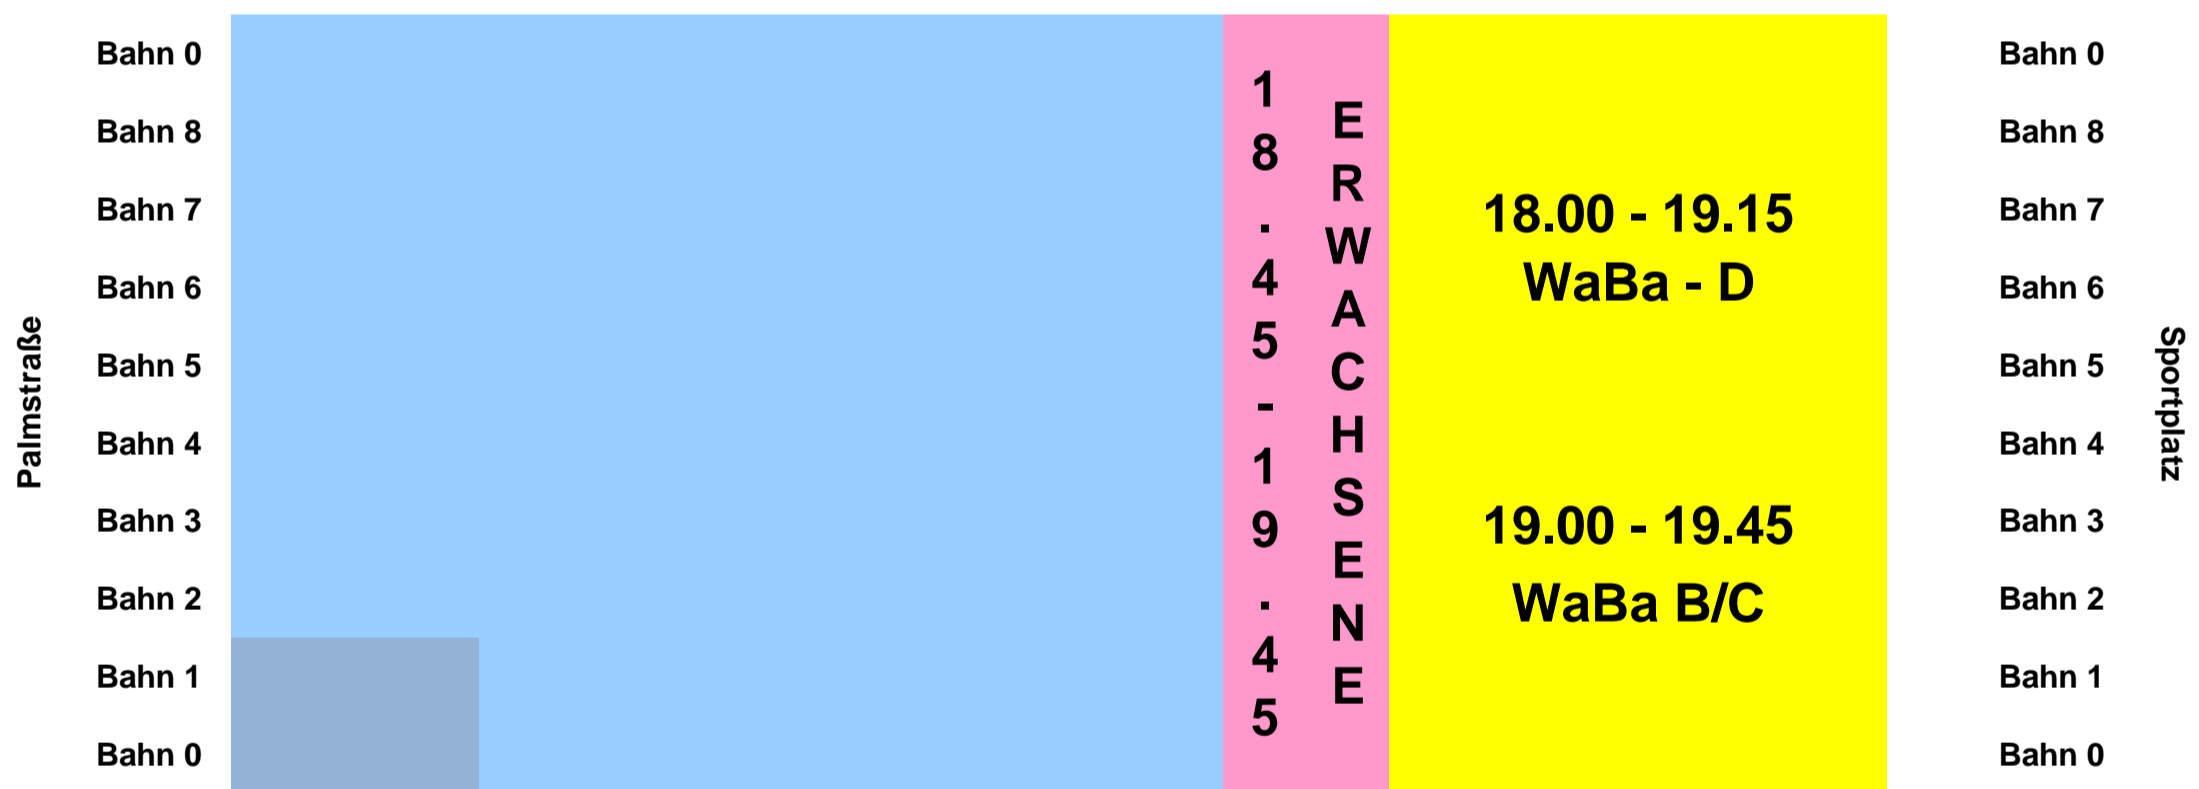 Palmstraße
Bahn 0
Bahn 8
Bahn 7
Bahn 6
Bahn 5
Bahn 4
Bahn 3
Bahn 2
Bahn 1
Bahn 0
18.45-19.45
ERWACHSENE
18.00 - 19.15
WaBa - D
19.00 - 19.45
WaBa B/C
Bahn 0
Bahn 8
Bahn 7
Bahn 6
Bahn 5
Bahn 4
Bahn 3
Bahn 2
Bahn 1
Bahn 0
Sportplatz